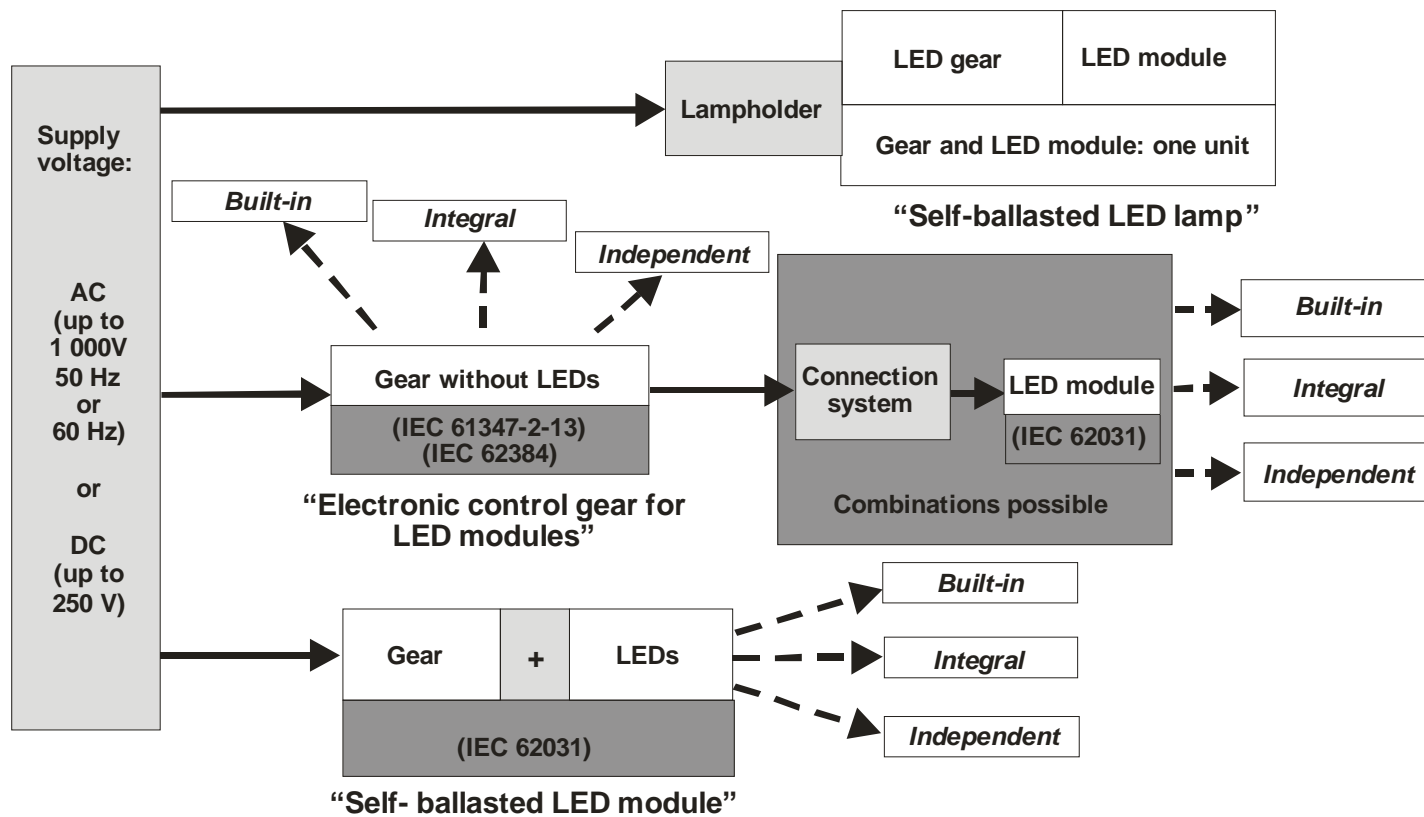 Supply
voltage:
AC
(up to
1 000V
50 Hz
or
60 Hz)
or
DC
(up to
250 V)
Lampholder
LED gear
LED module
Gear and LED module: one unit
“Self-ballasted LED lamp”
Built-in
Integral
Independent
Gear without LEDs
(IEC 61347-2-13)
(IEC 62384)
“Electronic control gear for
LED modules”
Connection
system
LED module
(IEC 62031)
Combinations possible
Built-in
Integral
Independent
Gear
+
LEDs
(IEC 62031)
“Self- ballasted LED module”
Built-in
Integral
Independent